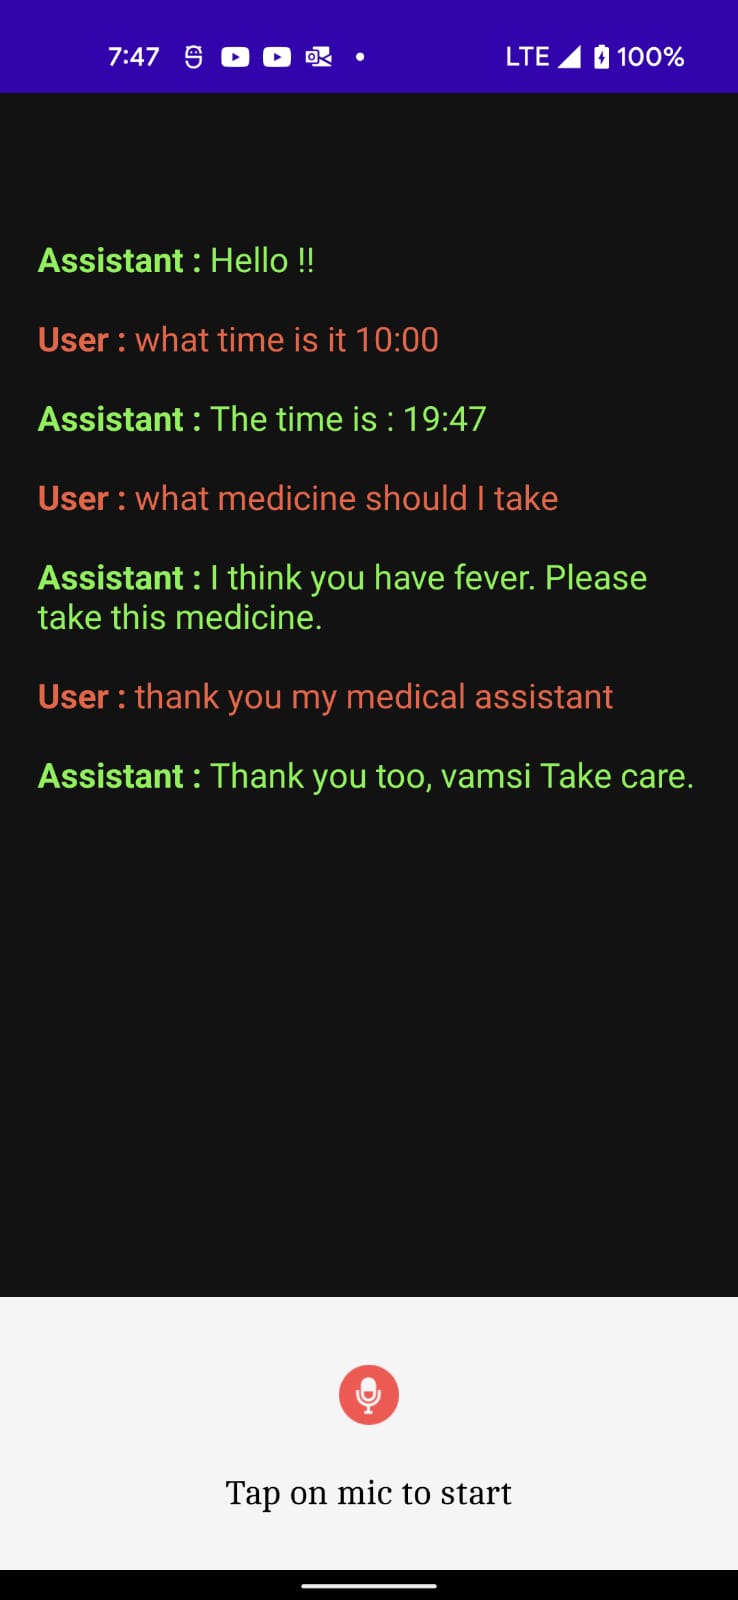 7:47 LTE 100%
Assistant : Hello !!
User : what time is it 10:00
Assistant : The time is : 19:47
User : what medicine should I take
Assistant : I think you have fever. Please
take this medicine.
User : thank you my medical assistant
Assistant : Thank you too, vamsi Take care.
Tap on mic to start